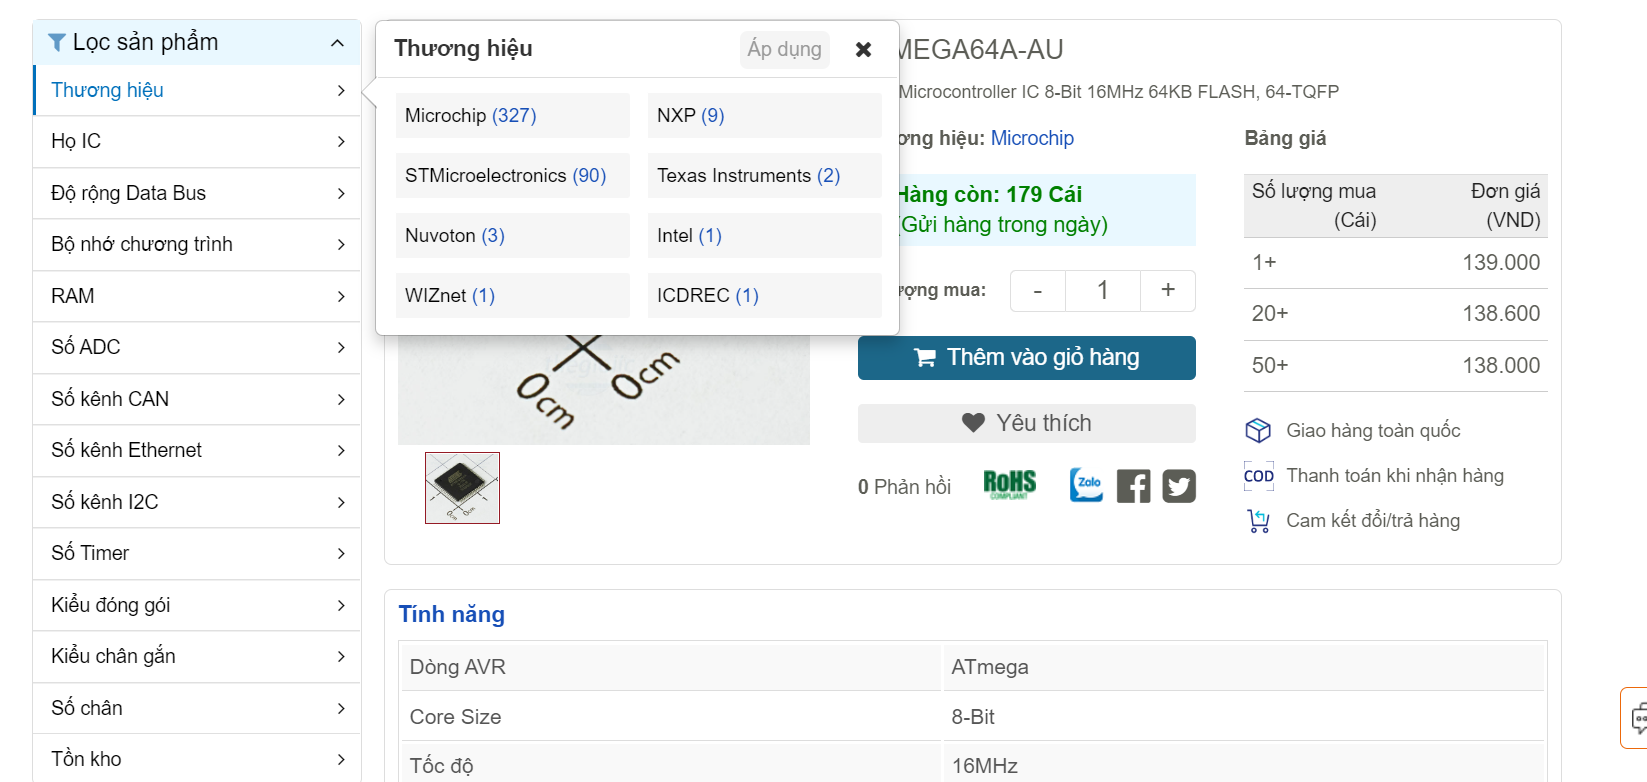 Lọc sản phẩm
Thương hiệu
Họ IC
Độ rộng Data Bus
Bộ nhớ chương trình
RAM
Số ADC
Số kênh CAN
Số kênh Ethernet
Số kênh I2C
Số Timer
Kiểu đóng gói
Kiểu chân gắn
Số chân
Tồn kho
Thương hiệu
Áp dụng
Microchip (327)
NXP (9)
STMicroelectronics (90)
Texas Instruments (2)
Nuvoton (3)
Intel (1)
WIZnet (1)
ICDREC (1)
0cm
0cm
MEGA64A-AU
Microcontroller IC 8-Bit 16MHz 64KB FLASH, 64-TQFP
ơng hiệu: Microchip
Hàng còn: 179 Cái
(Gửi hàng trong ngày)
ượng mua:
- 1 +
Thêm vào giỏ hàng
Yêu thích
0 Phản hồi
RoHS
COMPLIANT
Zalo
Bảng giá
Số lượng mua (Cái)
Đơn giá (VND)
1+ 139.000
20+ 138.600
50+ 138.000
Giao hàng toàn quốc
COD
Thanh toán khi nhận hàng
Cam kết đổi/trả hàng
Tính năng
Dòng AVR ATmega
Core Size 8-Bit
Tốc độ 16MHz